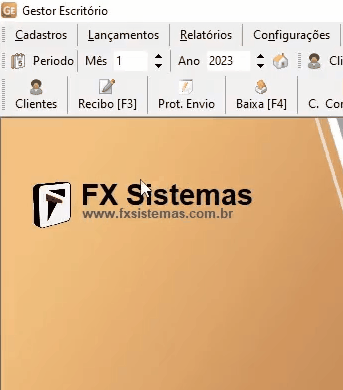 GE Gestor Escritório
Cadastros Lançamentos Relatórios Configurações
Periodo Mês 1 Ano 2023 Cli
Clientes Recibo [F3] Prot. Envio Baixa [F4] C. Cor
FX Sistemas
www.fxsistemas.com.br